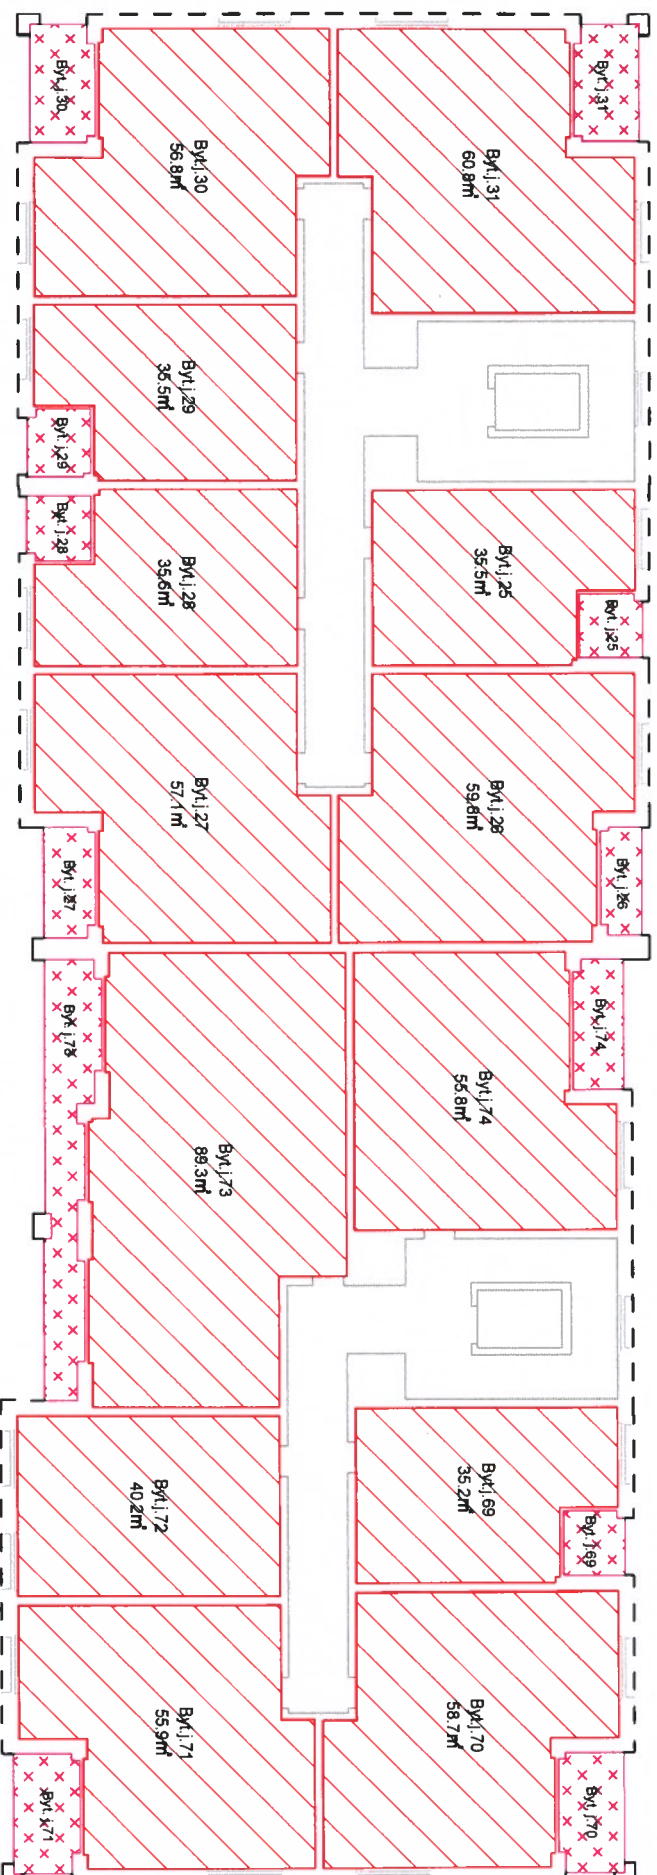 Byt. j.30
Byt.j.30
56.8m²
Byt.j.31
60.8m²
Byt. j.31
Byt.j.29
35.5m²
Byt. j.29
Byt. j.28
Byt.j.28
35.6m²
Byt.j.25
35.5m²
Byt. j.25
Byt.j.27
57.1m²
Byt. j.27
Byt.j.26
59.8m²
Byt. j.26
Byt. j.73
Byt.j.73
89.3m²
Byt.j.74
55.8m²
Byt. j.74
Byt.j.72
40.2m²
Byt.j.69
35.2m²
Byt. j.69
Byt.j.71
55.9m²
Byt. j.71
Byt.j.70
58.7m²
Byt. j.70